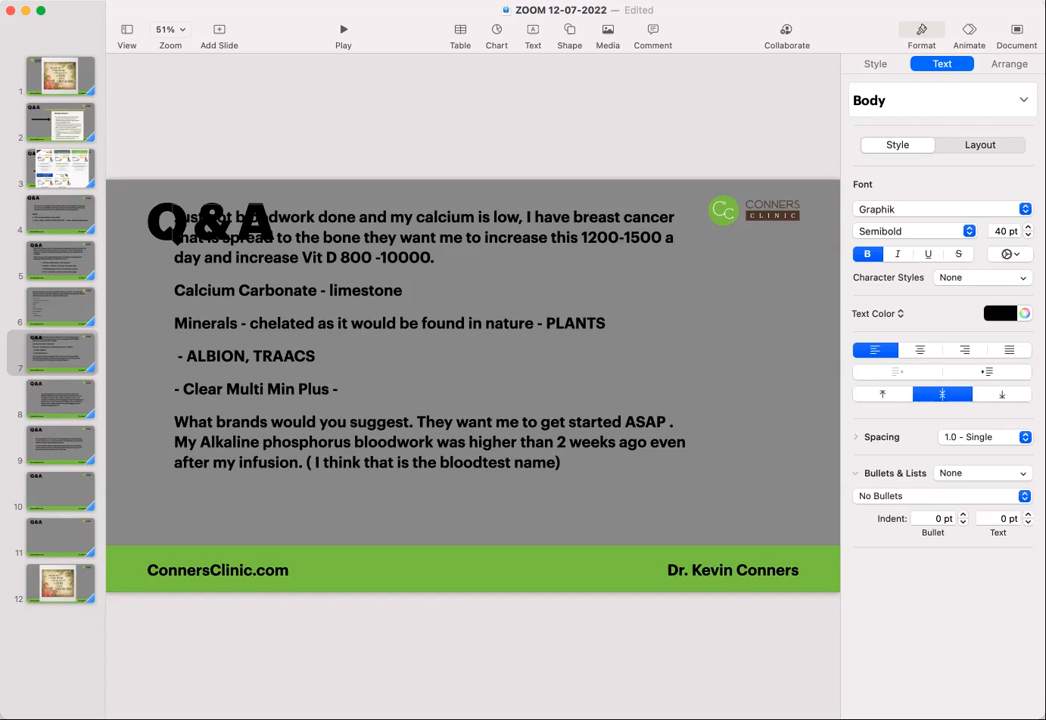 ZOOM 12-07-2022 — Edited
View
51%
Zoom
Add Slide
Play
Table
Chart
Text
Shape
Media
Comment
Collaborate
Format
Animate
Document
Style
Text
Arrange
Body
Style
Layout
Font
Graphik
Semibold
40 pt
B
I
U
S
Character Styles
None
Text Color
Spacing
1.0 - Single
Bullets & Lists
None
No Bullets
Indent:
0 pt
0 pt
Bullet
Text
1
2
3
4
5
6
7
8
9
10
11
12
Q&A
Q&A
Q&A
Q&A
Q&A
Q&A
Q&A
Q&A
Q&A
CC CONNERS
CLINIC
Just got bloodwork done and my calcium is low, I have breast cancer
that is spread to the bone they want me to increase this 1200-1500 a
day and increase Vit D 800 -10000.
Calcium Carbonate - limestone
Minerals - chelated as it would be found in nature - PLANTS
- ALBION, TRAACS
- Clear Multi Min Plus -
What brands would you suggest. They want me to get started ASAP .
My Alkaline phosphorus bloodwork was higher than 2 weeks ago even
after my infusion. ( I think that is the bloodtest name)
ConnersClinic.com
Dr. Kevin Conners